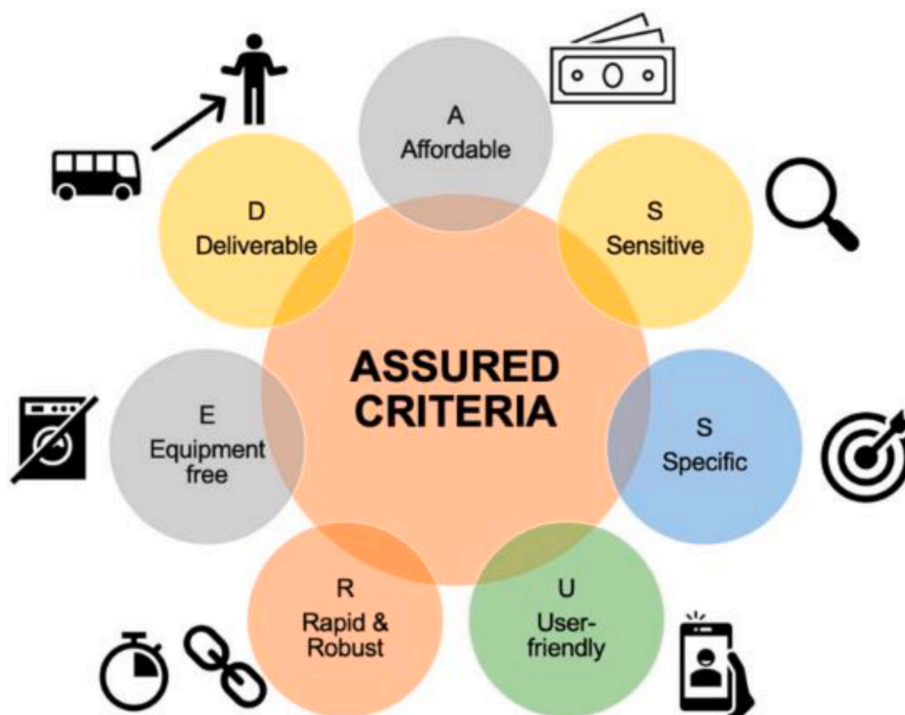 A
Affordable
S
Sensitive
S
Specific
U
User-
friendly
R
Rapid &
Robust
E
Equipment
free
D
Deliverable
ASSURED
CRITERIA